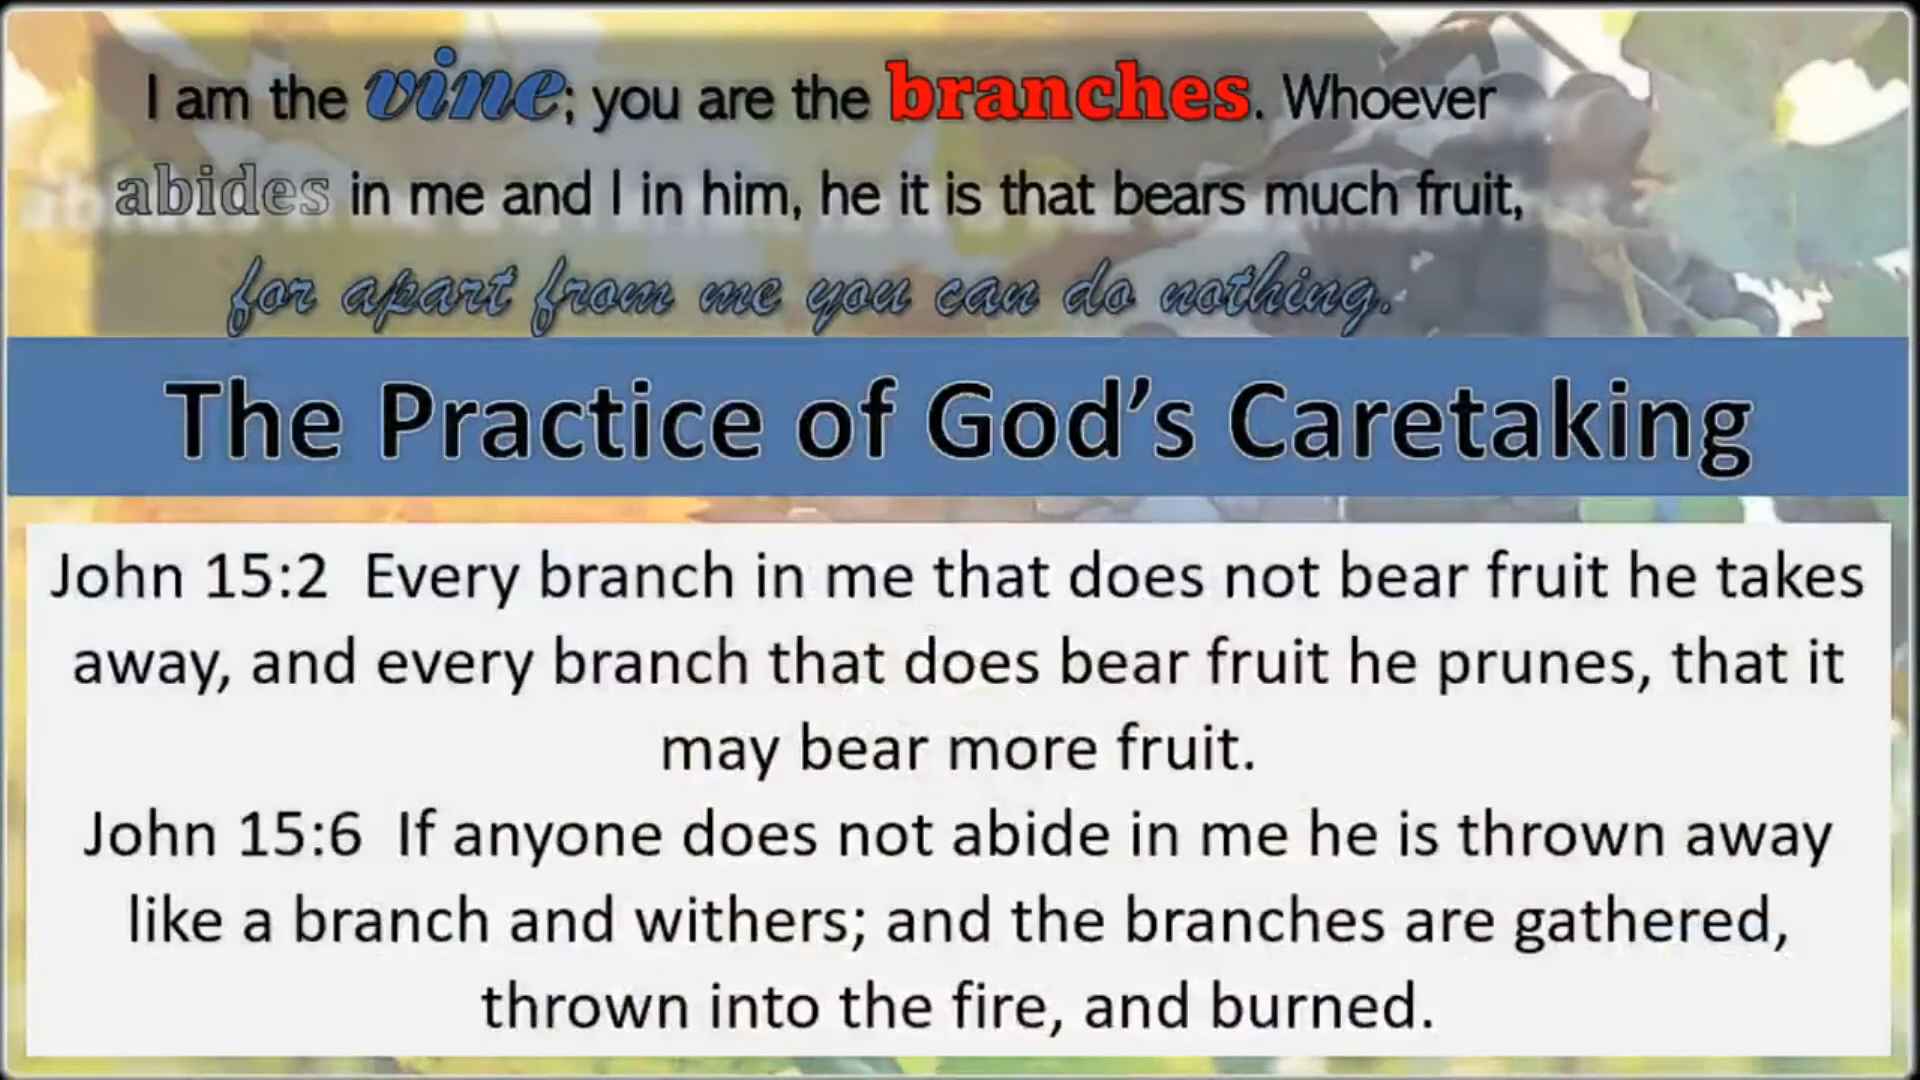 I am the vine; you are the branches. Whoever
abides in me and I in him, he it is that bears much fruit,
for apart from me you can do nothing.
The Practice of God's Caretaking
John 15:2  Every branch in me that does not bear fruit he takes
away, and every branch that does bear fruit he prunes, that it
may bear more fruit.
John 15:6  If anyone does not abide in me he is thrown away
like a branch and withers; and the branches are gathered,
thrown into the fire, and burned.